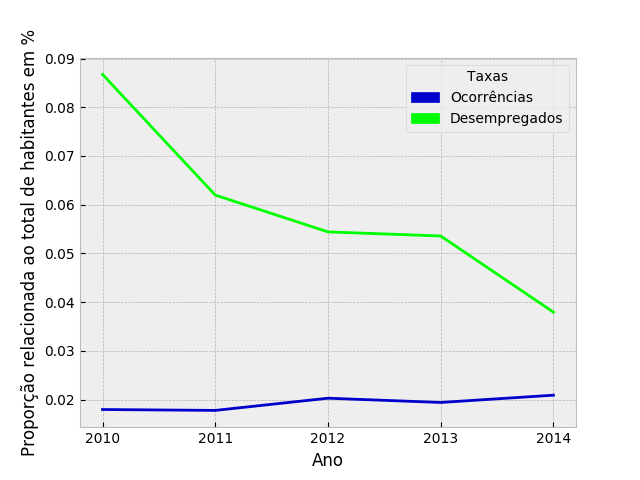 Proporção relacionada ao total de habitantes em %
0.09
0.08
0.07
0.06
0.05
0.04
0.03
0.02
Taxas
Ocorrências
Desempregados
2010 2011 2012 2013 2014
Ano